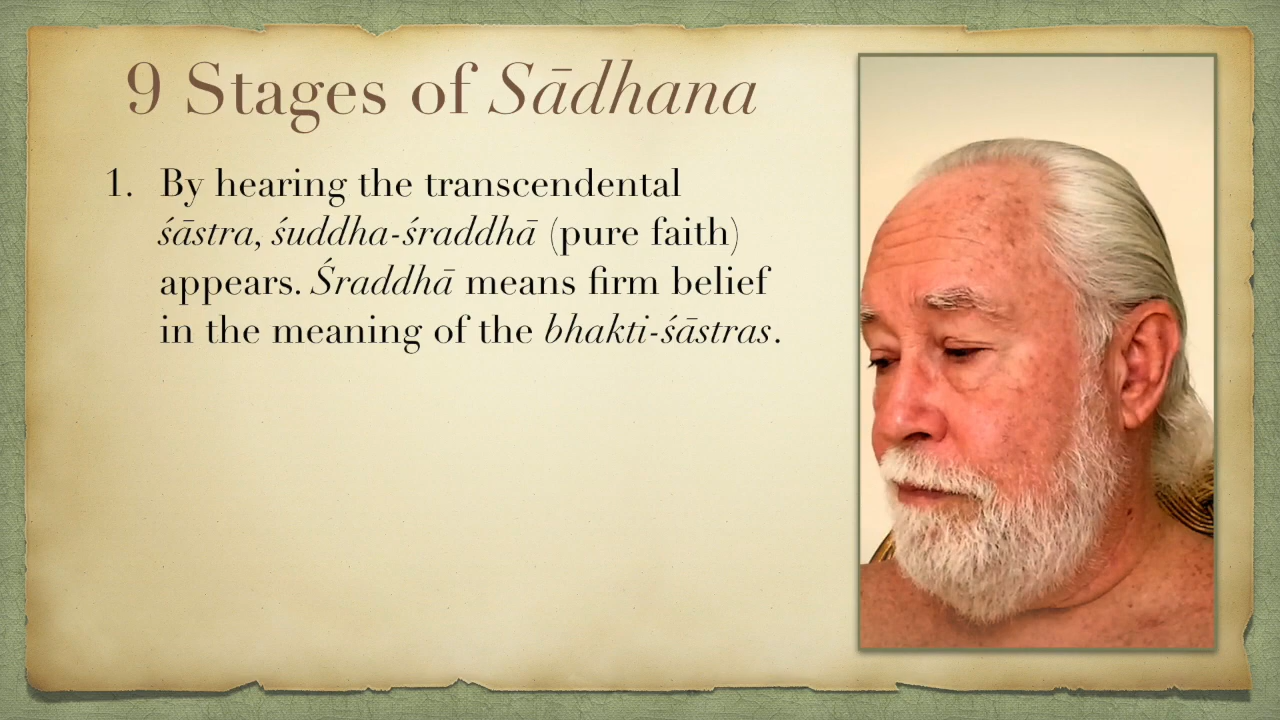 9 Stages of Sādhana
1. By hearing the transcendental
śāstra, śuddha-śraddhā (pure faith)
appears. Śraddhā means firm belief
in the meaning of the bhakti-śāstras.